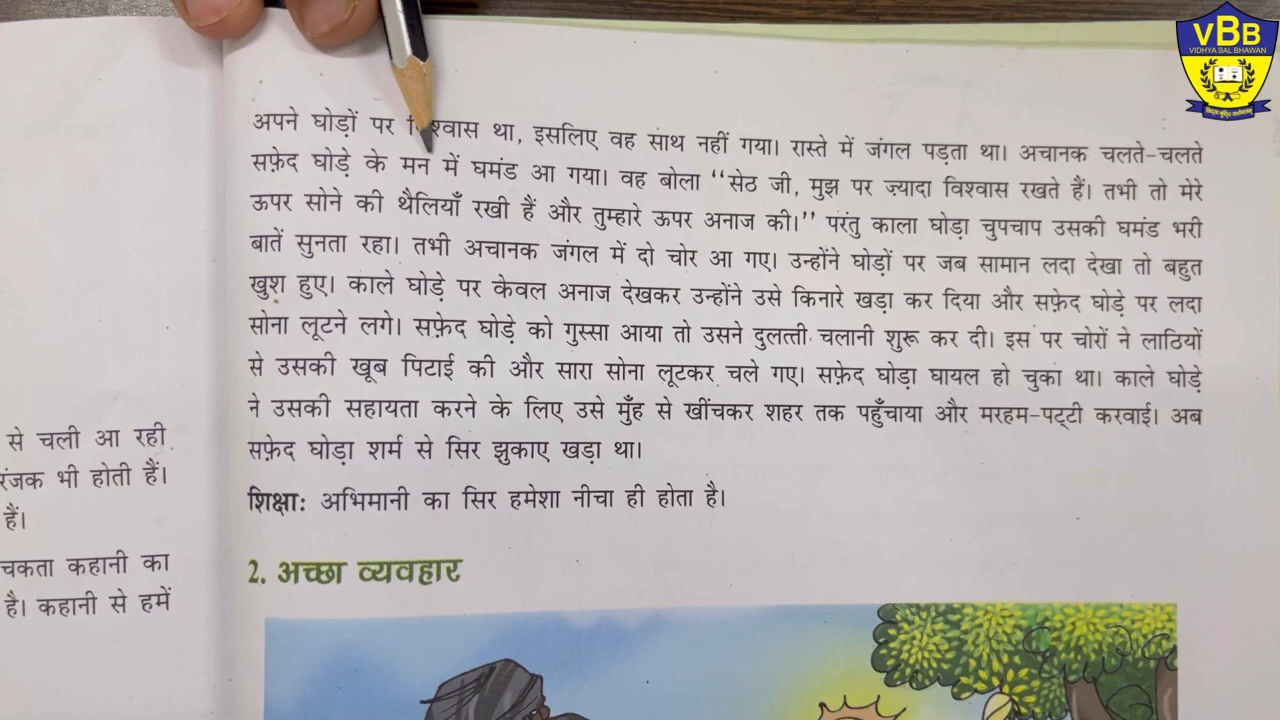 VBB
VIDHYA BAL BHAWAN
अपने घोड़ों पर विश्वास था, इसलिए वह साथ नहीं गया। रास्ते में जंगल पड़ता था। अचानक चलते-चलते
सफ़ेद घोड़े के मन में घमंड आ गया। वह बोला “सेठ जी, मुझ पर ज़्यादा विश्वास रखते हैं। तभी तो मेरे
ऊपर सोने की थैलियाँ रखी हैं और तुम्हारे ऊपर अनाज की।” परंतु काला घोड़ा चुपचाप उसकी घमंड भरी
बातें सुनता रहा। तभी अचानक जंगल में दो चोर आ गए। उन्होंने घोड़ों पर जब सामान लदा देखा तो बहुत
खुश हुए। काले घोड़े पर केवल अनाज देखकर उन्होंने उसे किनारे खड़ा कर दिया और सफ़ेद घोड़े पर लदा
सोना लूटने लगे। सफ़ेद घोड़े को गुस्सा आया तो उसने दुलत्ती चलानी शुरू कर दी। इस पर चोरों ने लाठियों
से उसकी खूब पिटाई की और सारा सोना लूटकर चले गए। सफ़ेद घोड़ा घायल हो चुका था। काले घोड़े
ने उसकी सहायता करने के लिए उसे मुँह से खींचकर शहर तक पहुँचाया और मरहम-पट्टी करवाई। अब
सफ़ेद घोड़ा शर्म से सिर झुकाए खड़ा था।
शिक्षाः अभिमानी का सिर हमेशा नीचा ही होता है।
2. अच्छा व्यवहार
से चली आ रही
रंजक भी होती हैं।
हैं।
चकता कहानी का
है। कहानी से हमें